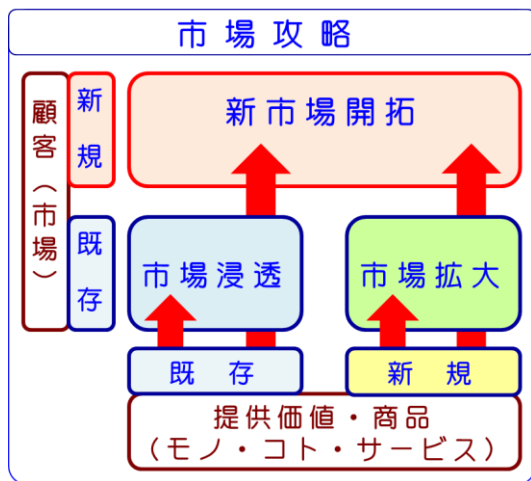 市場攻略
顧客（市場）
新規
新市場開拓
既存
市場浸透
市場拡大
既存
新規
提供価値・商品
（モノ・コト・サービス）